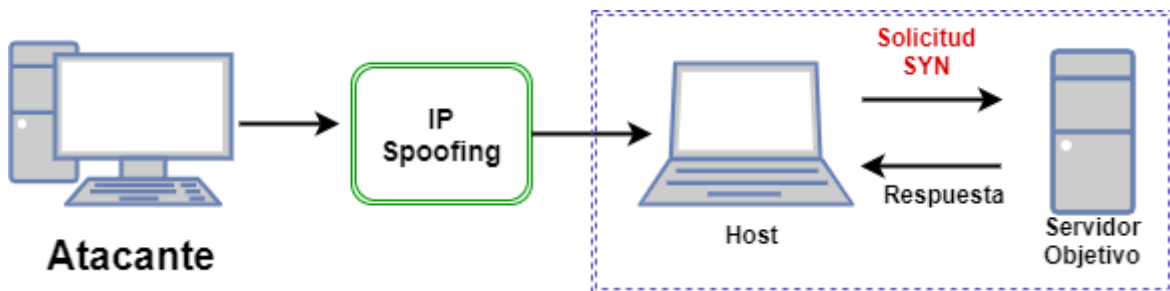 Atacante
IP
Spoofing
Host
Solicitud
SYN
Respuesta
Servidor
Objetivo